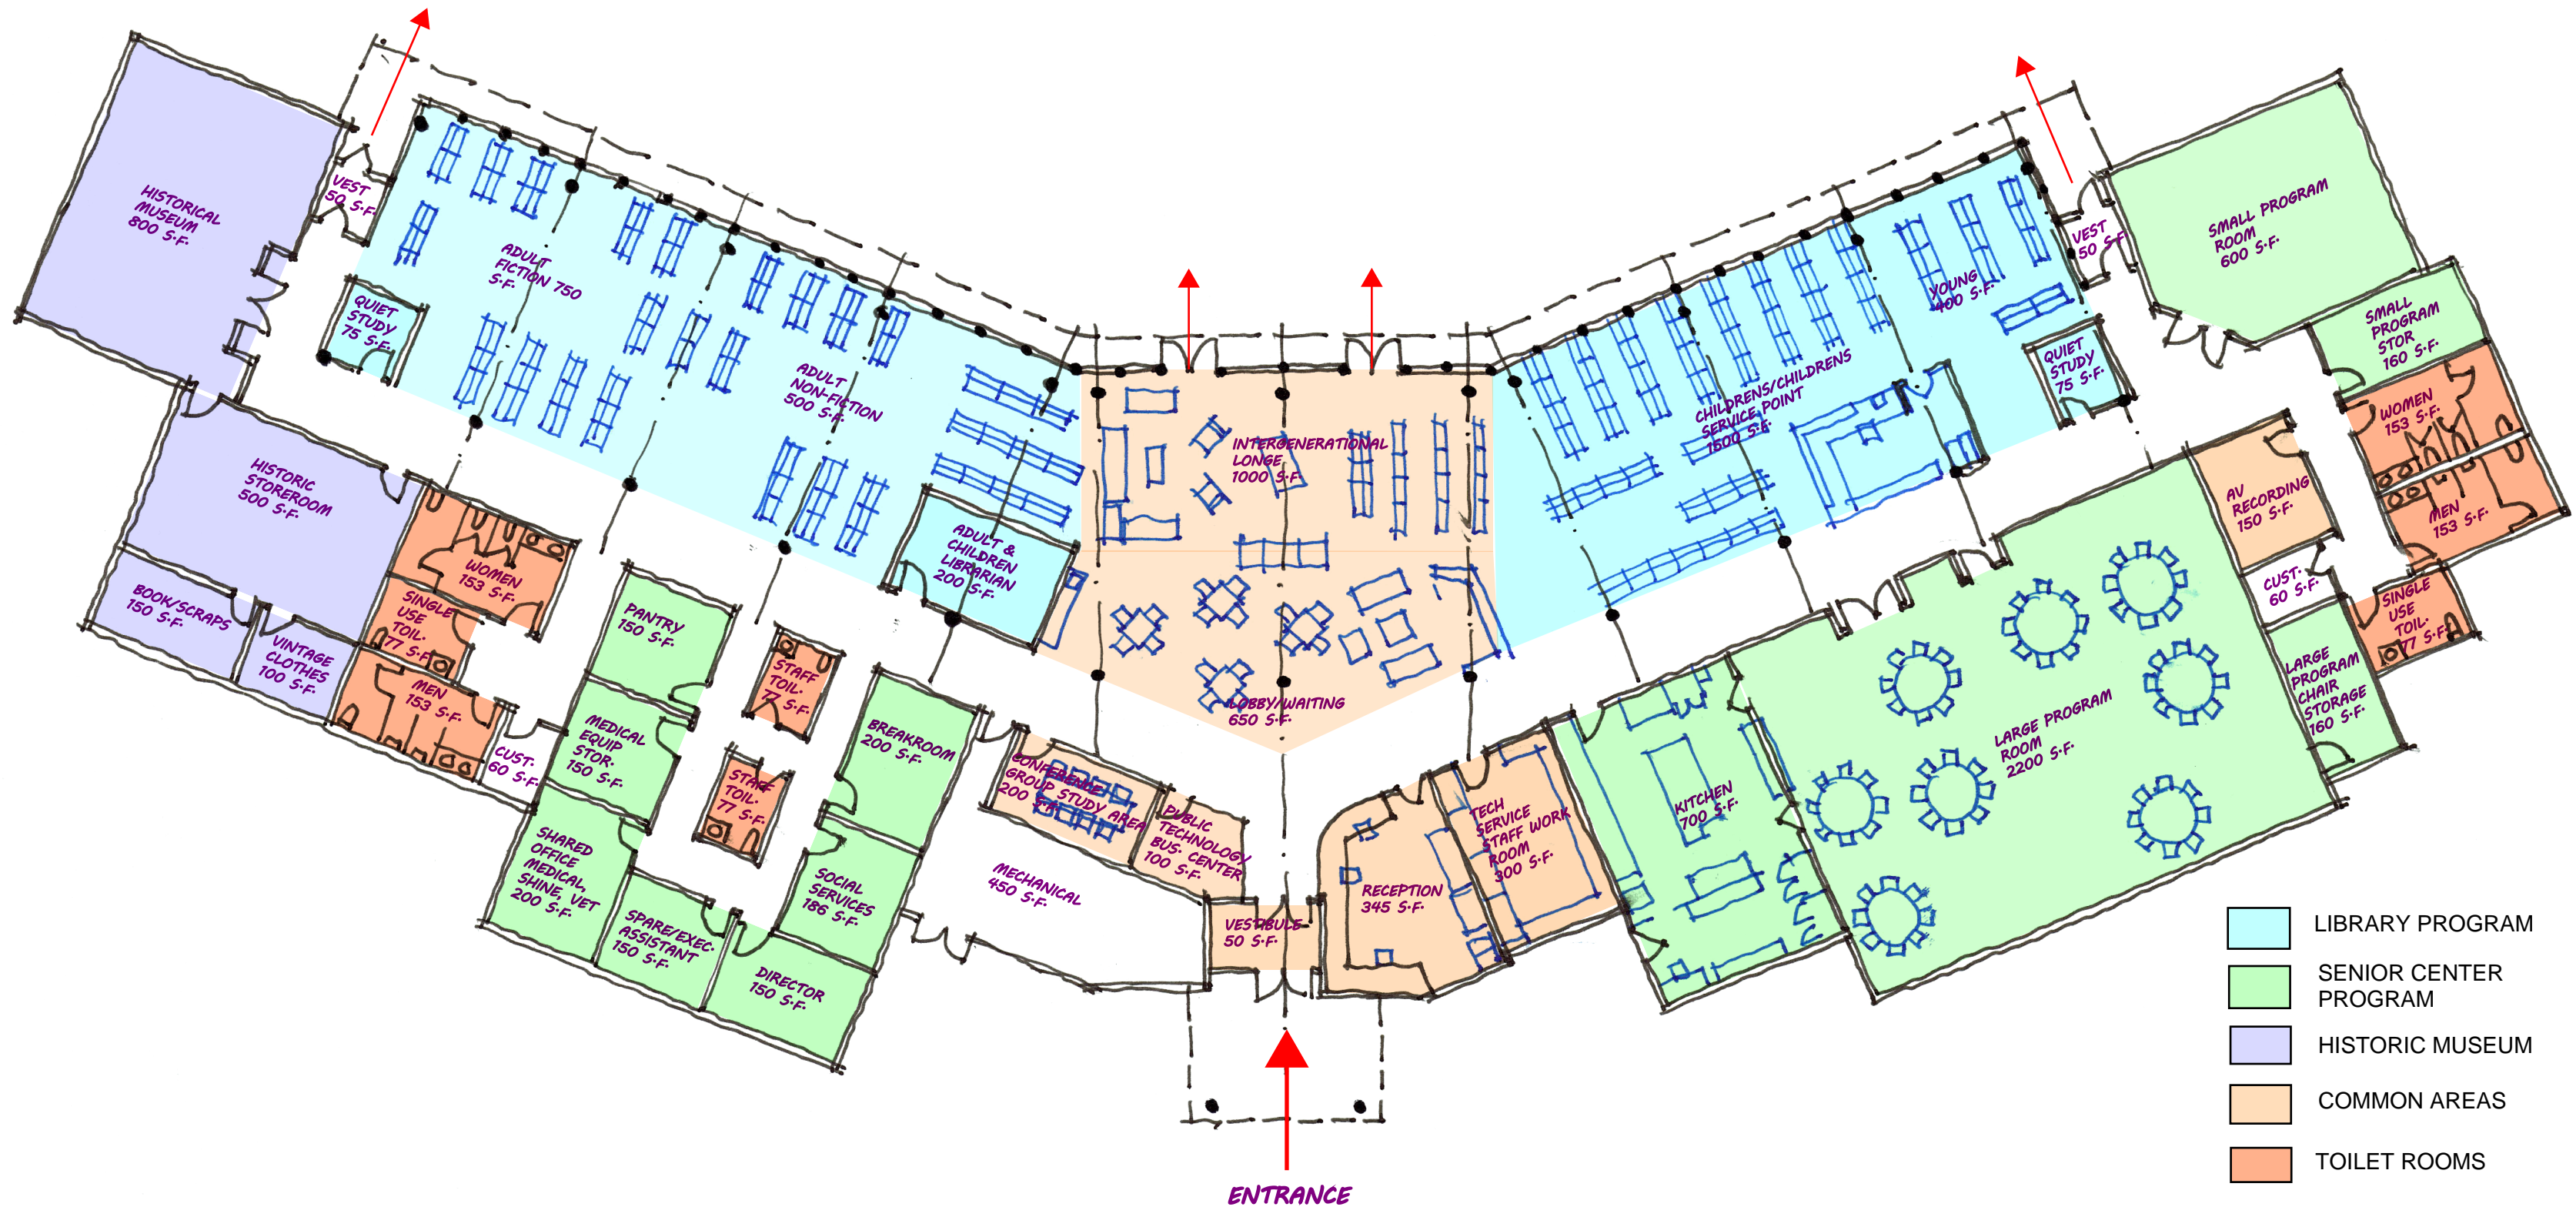 HISTORICAL
MUSEUM
800 S.F.
VEST
50 S.F.
ADULT
FICTION 750
S.F.
QUIET
STUDY
75 S.F.
ADULT
NON-FICTION
500 S.F.
HISTORIC
STOREROOM
500 S.F.
BOOK/SCRAPS
150 S.F.
VINTAGE
CLOTHES
100 S.F.
WOMEN
153 S.F.
SINGLE
USE
TOIL.
77 S.F.
MEN
153 S.F.
CUST.
60 S.F.
PANTRY
150 S.F.
MEDICAL
EQUIP
STOR.
150 S.F.
SHARED
OFFICE
MEDICAL,
SHINE, VET
200 S.F.
SPARE/EXEC.
ASSISTANT
150 S.F.
DIRECTOR
150 S.F.
SOCIAL
SERVICES
186 S.F.
BREAKROOM
200 S.F.
STAFF
TOIL.
77 S.F.
STAFF
TOIL.
77 S.F.
ADULT &
CHILDREN
LIBRARIAN
200 S.F.
INTERGENERATIONAL
LONGE
1000 S.F.
LOBBY/WAITING
650 S.F.
CONFERENCE
GROUP STUDY AREA
200 S.F.
PUBLIC
TECHNOLOGY
BUS. CENTER
100 S.F.
MECHANICAL
450 S.F.
VESTIBULE
50 S.F.
RECEPTION
345 S.F.
TECH
SERVICE
STAFF WORK
ROOM
300 S.F.
KITCHEN
700 S.F.
LARGE PROGRAM
ROOM
2200 S.F.
CHILDRENS/CHILDRENS
SERVICE POINT
1600 S.F.
YOUNG
400 S.F.
QUIET
STUDY
75 S.F.
VEST
50 S.F.
SMALL PROGRAM
ROOM
600 S.F.
SMALL
PROGRAM
STOR
160 S.F.
WOMEN
153 S.F.
MEN
153 S.F.
AV
RECORDING
150 S.F.
CUST.
60 S.F.
SINGLE
USE
TOIL.
77 S.F.
LARGE
PROGRAM
CHAIR
STORAGE
160 S.F.
ENTRANCE
LIBRARY PROGRAM
SENIOR CENTER
PROGRAM
HISTORIC MUSEUM
COMMON AREAS
TOILET ROOMS